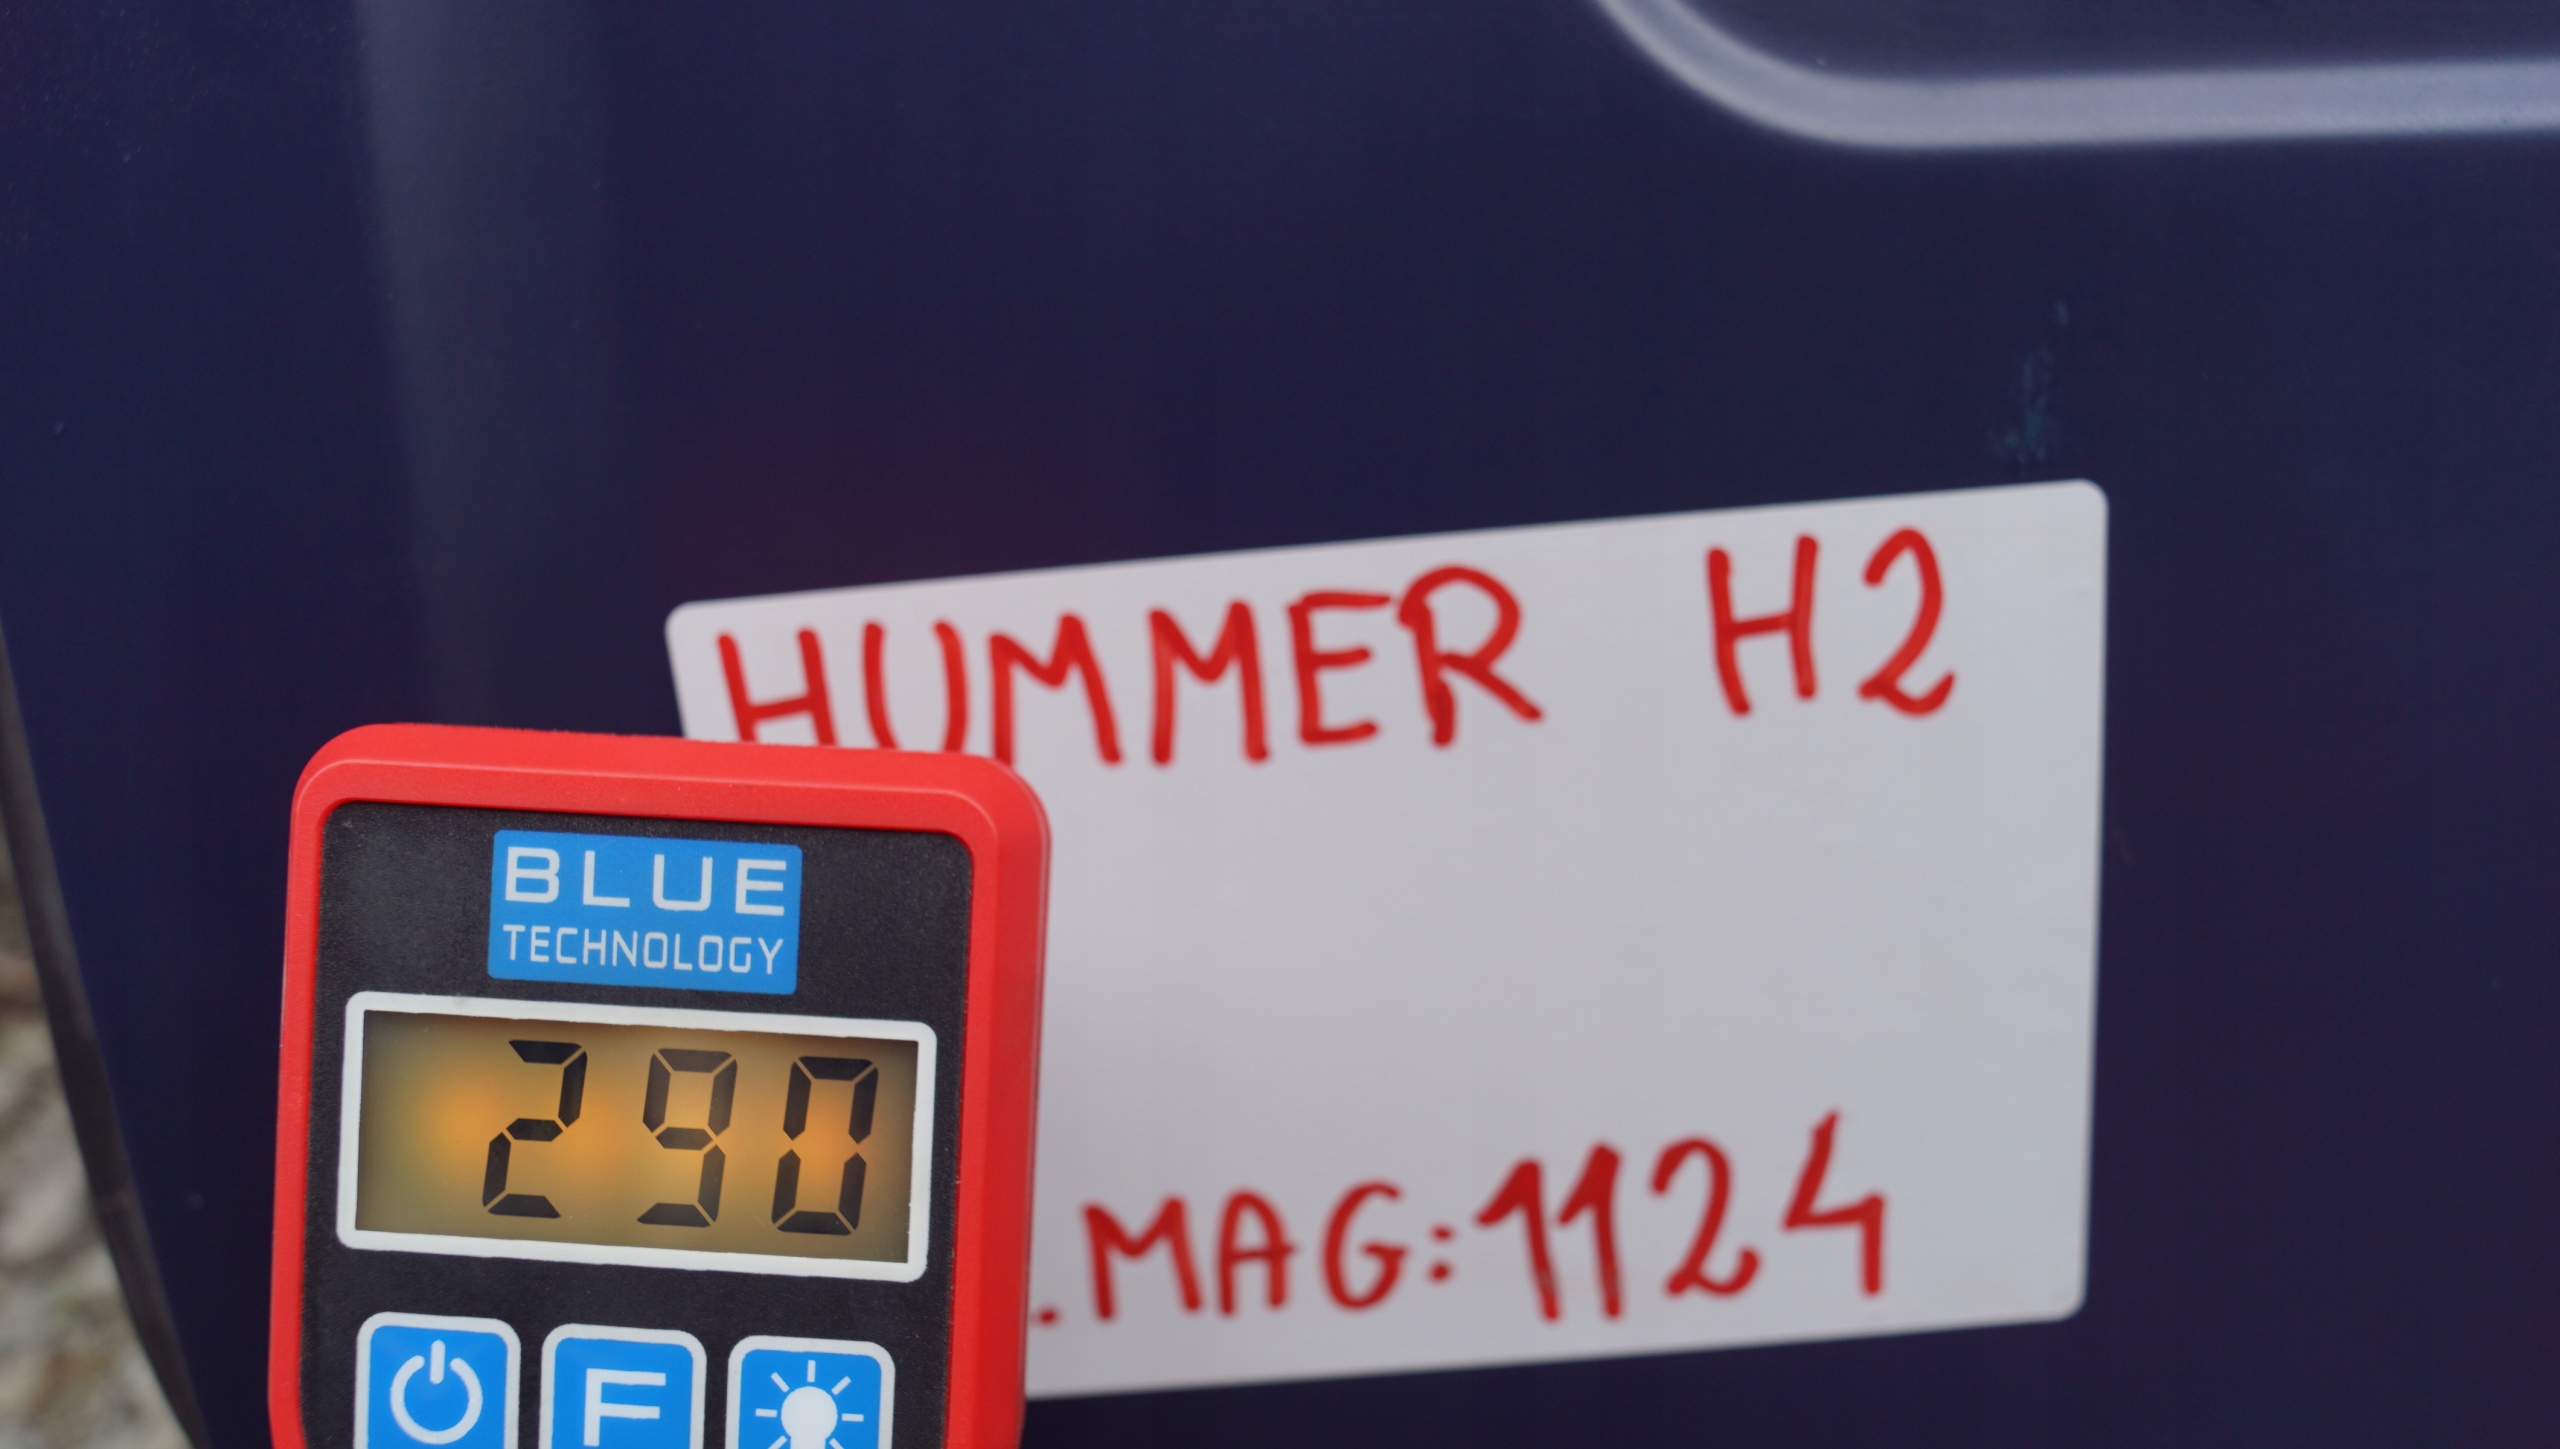 HUMMER H2
BLUE
TECHNOLOGY
290
. MAG: 1124
F